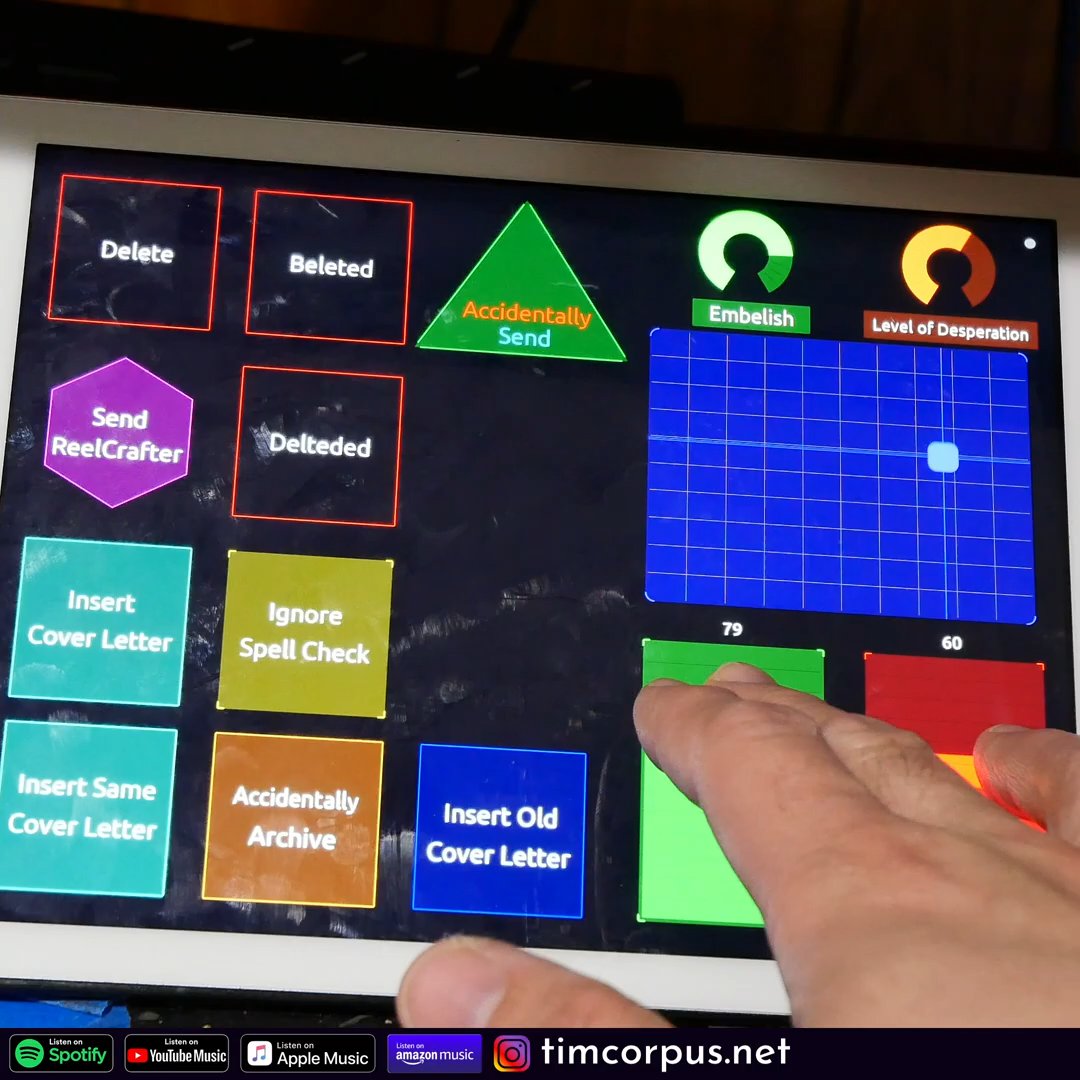 Delete
Beleted
Accidentally
Send
Embelish
Level of Desperation
Send
ReelCrafter
Delteded
Insert
Cover Letter
Ignore
Spell Check
79
60
Insert Same
Cover Letter
Accidentally
Archive
Insert Old
Cover Letter
Listen on
Spotify
Listen on
YouTube Music
Listen on
Apple Music
Listen on
amazon music
timcorpus.net